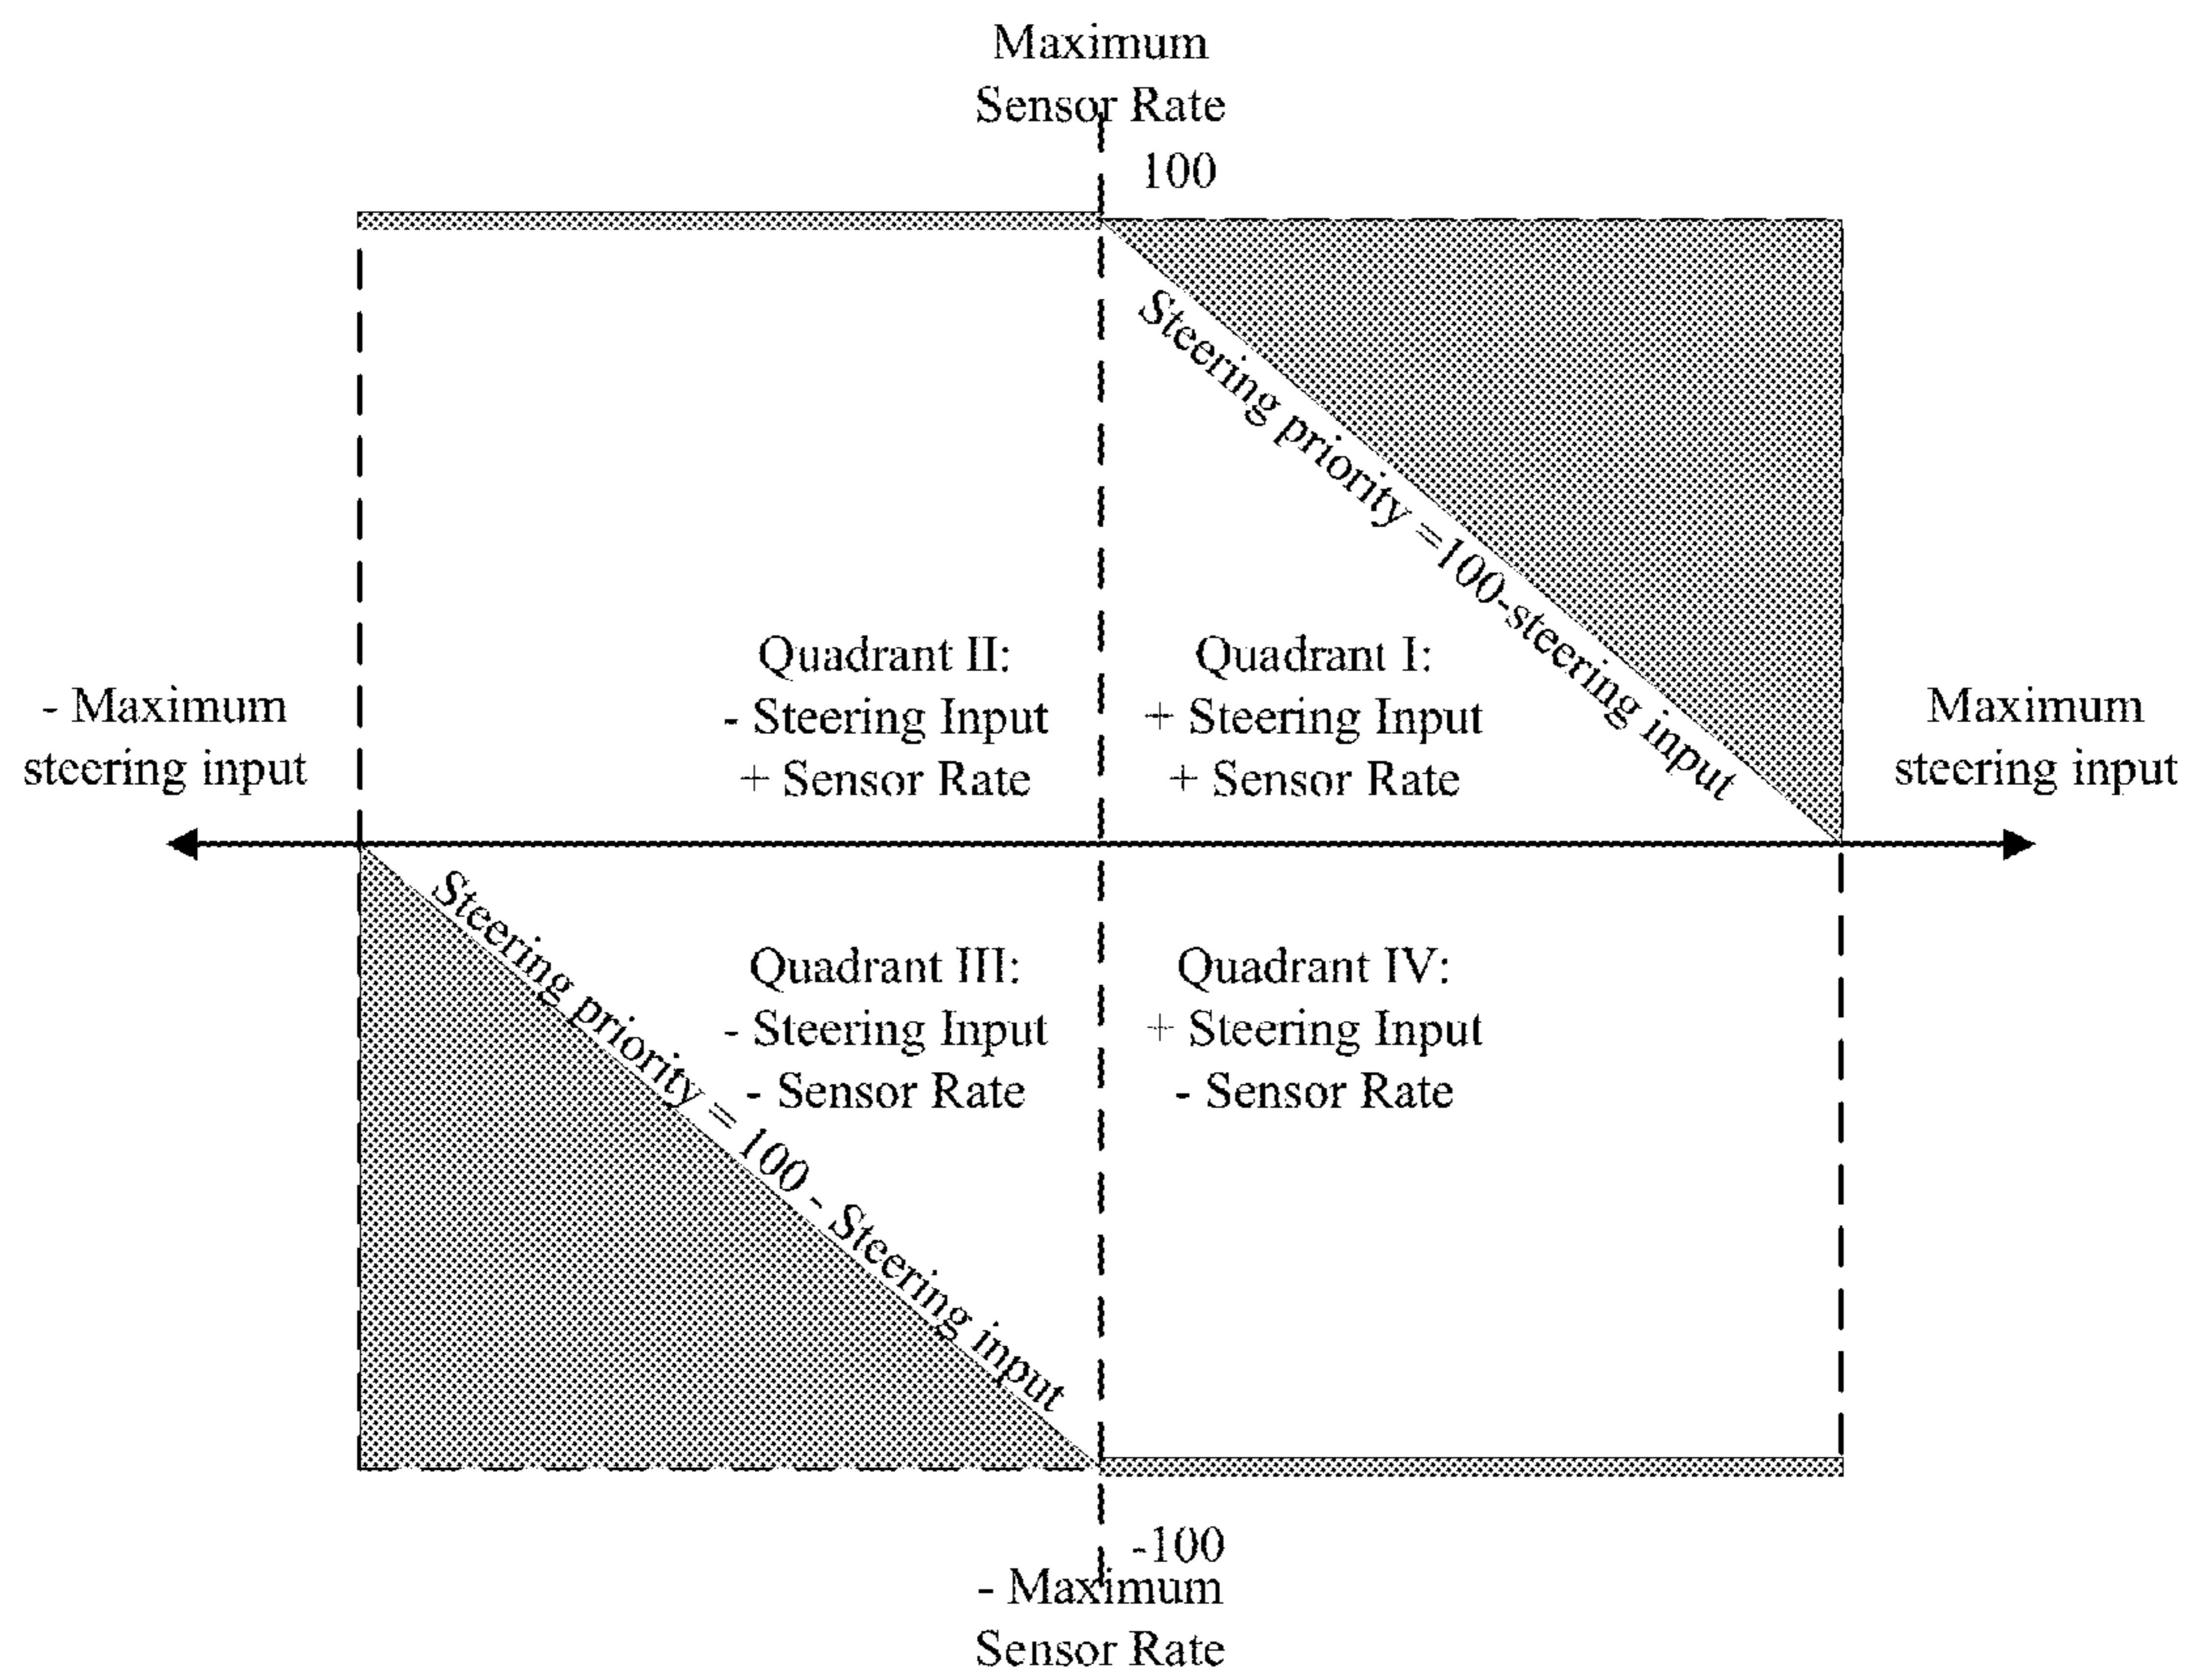 Maximum
Sensor Rate
100
Steering priority =100-steering input
Quadrant II:
- Steering Input
+ Sensor Rate
Quadrant I:
+ Steering Input
+ Sensor Rate
- Maximum
steering input
Maximum
steering input
Steering priority = 100 - Steering input
Quadrant III:
- Steering Input
- Sensor Rate
Quadrant IV:
+ Steering Input
- Sensor Rate
-100
- Maximum
Sensor Rate